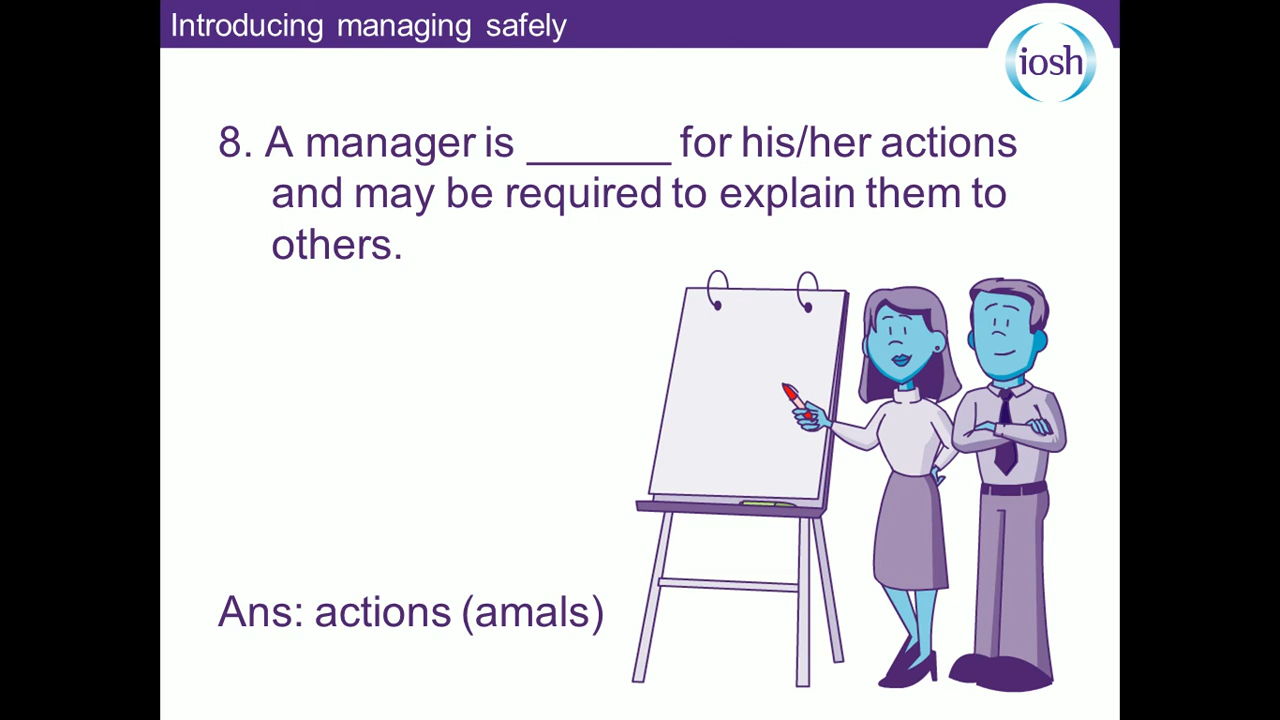 Introducing managing safely
iosh
8. A manager is ______ for his/her actions
and may be required to explain them to
others.
Ans: actions (amals)